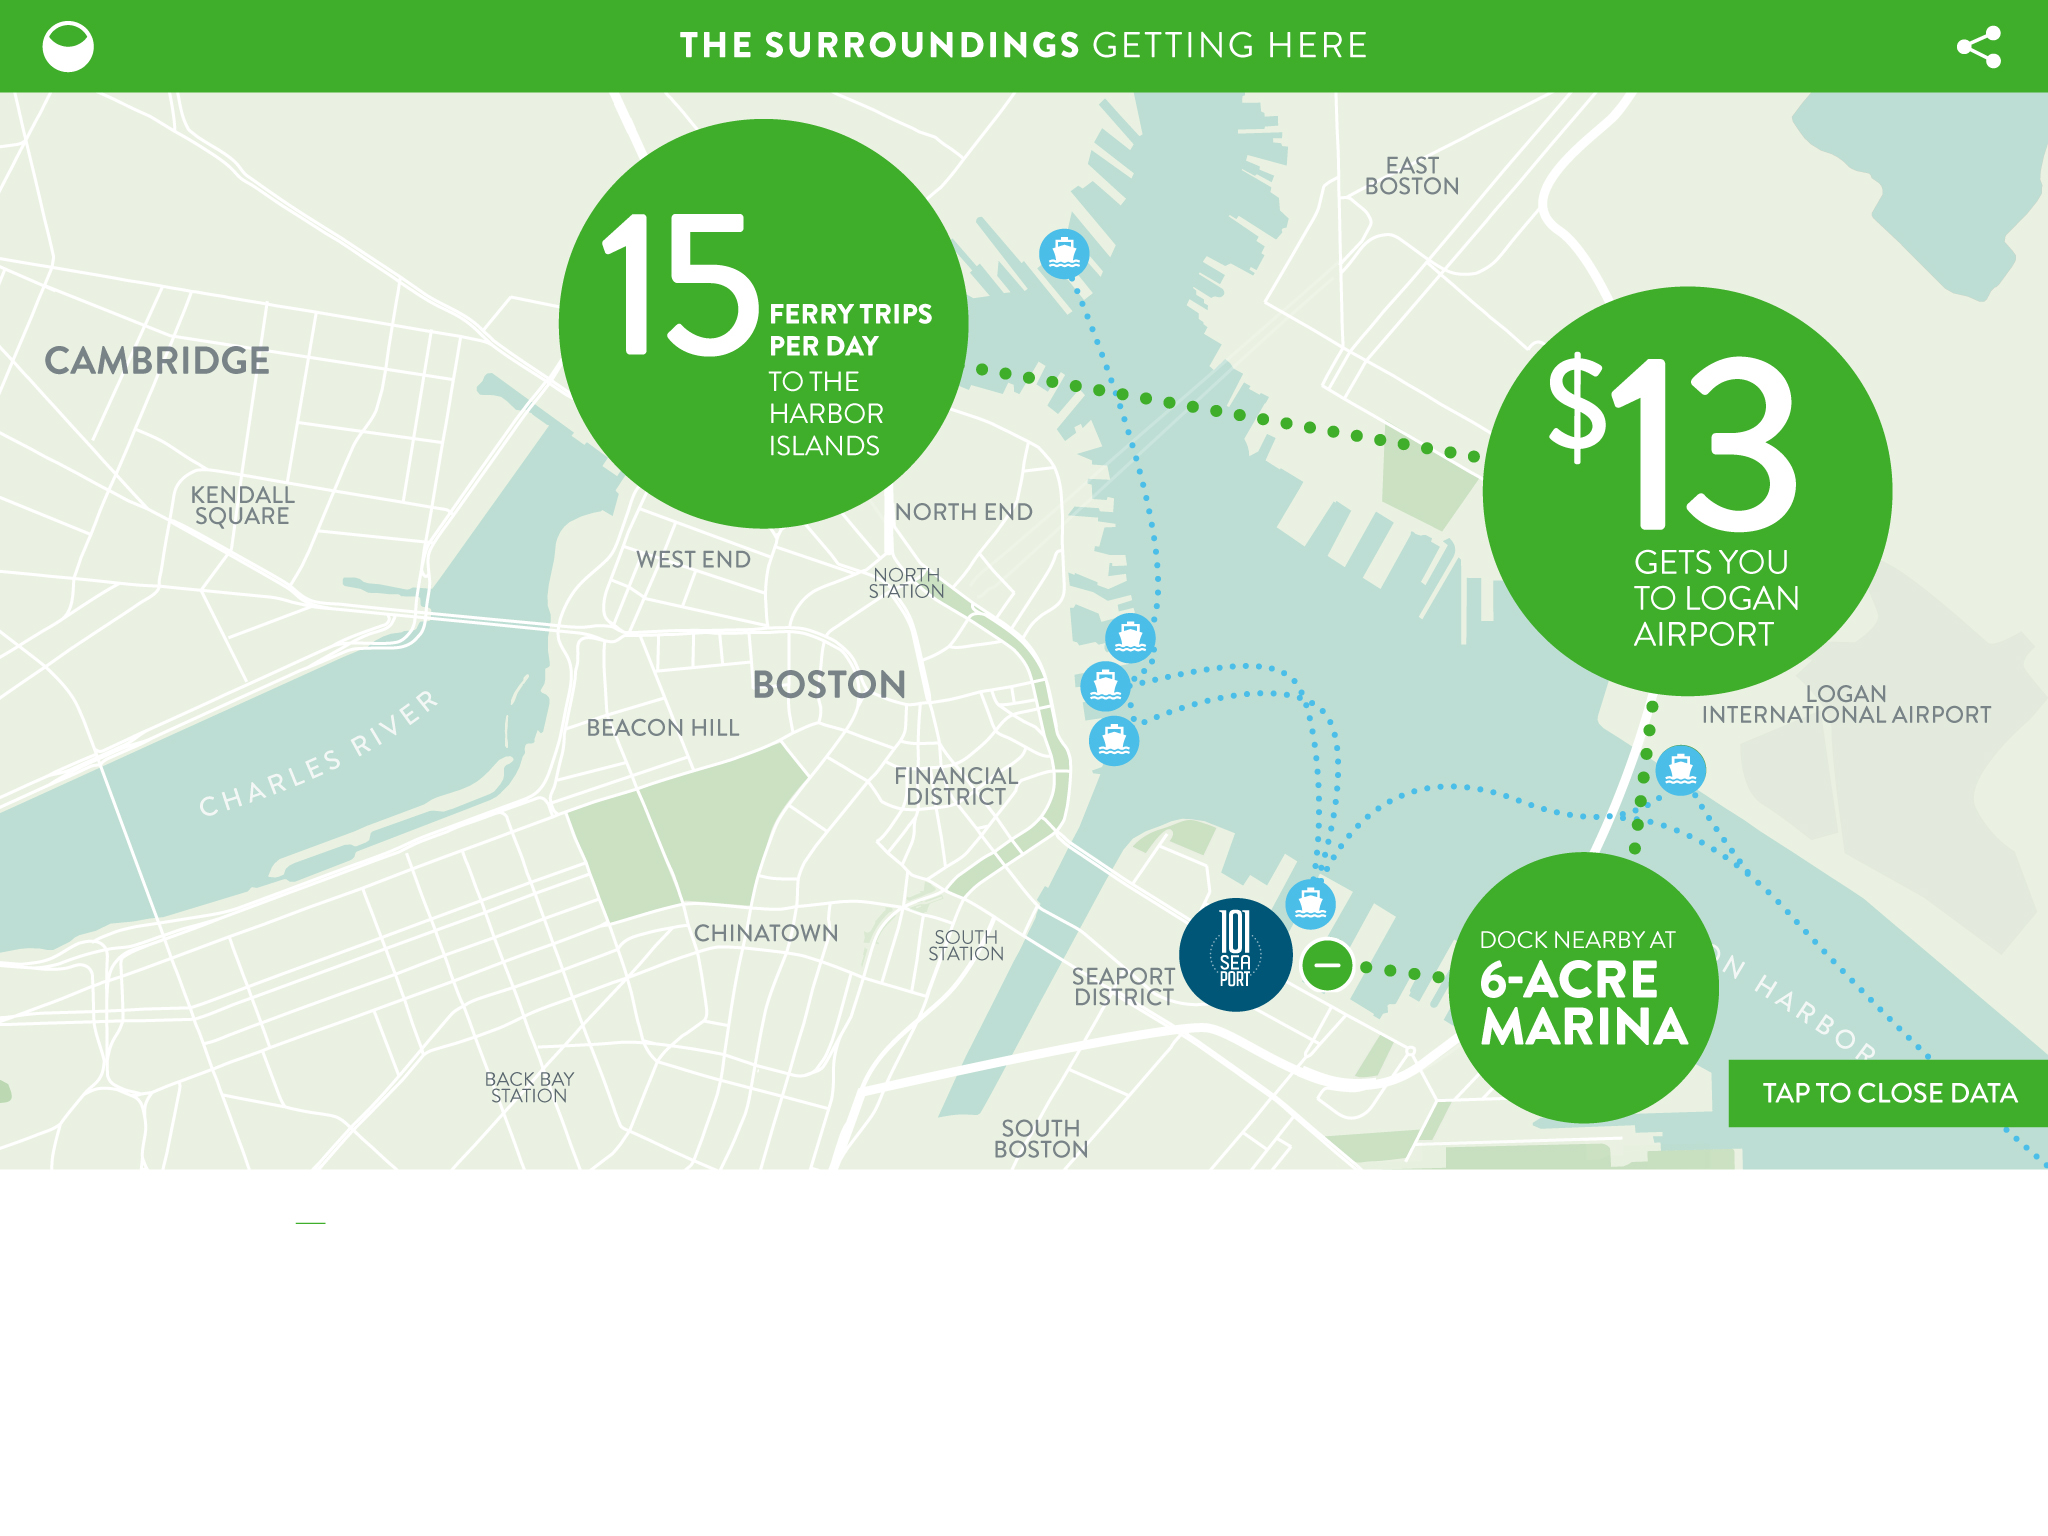 THE SURROUNDINGS GETTING HERE
EAST
BOSTON
15
FERRY TRIPS
PER DAY
TO THE
HARBOR
ISLANDS
CAMBRIDGE
$13
GETS YOU
TO LOGAN
AIRPORT
KENDALL
SQUARE
NORTH END
WEST END
NORTH
STATION
BOSTON
LOGAN
INTERNATIONAL AIRPORT
CHARLES RIVER
BEACON HILL
FINANCIAL
DISTRICT
CHINATOWN
SOUTH
STATION
SEAPORT
DISTRICT
101
SEA
PORT
DOCK NEARBY AT
6-ACRE
MARINA
ON HARBOR
TAP TO CLOSE DATA
BACK BAY
STATION
SOUTH
BOSTON